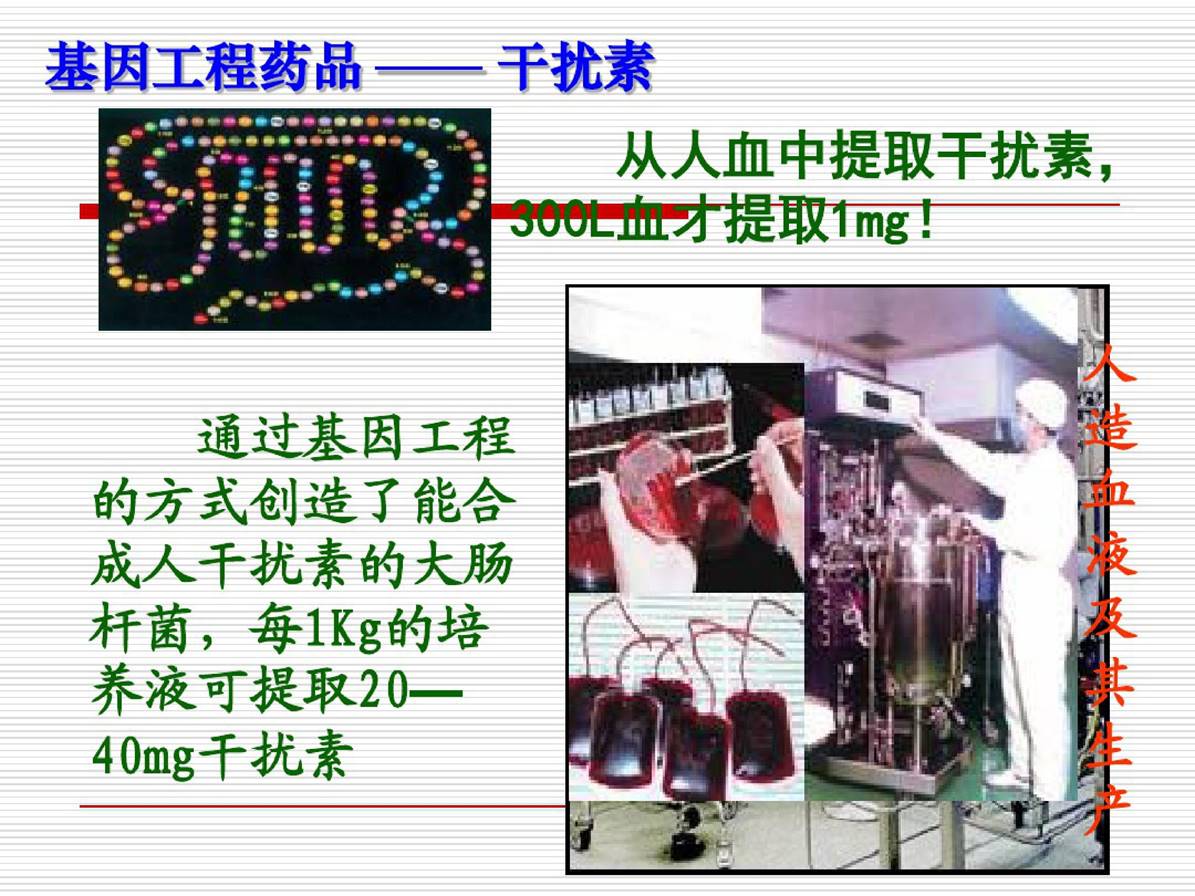 基因工程药品 —— 干扰素
从人血中提取干扰素，
300L血才提取1mg！
通过基因工程
的方式创造了能合
成人干扰素的大肠
杆菌，每1Kg的培
养液可提取20—
40mg干扰素
人造血液及其生产